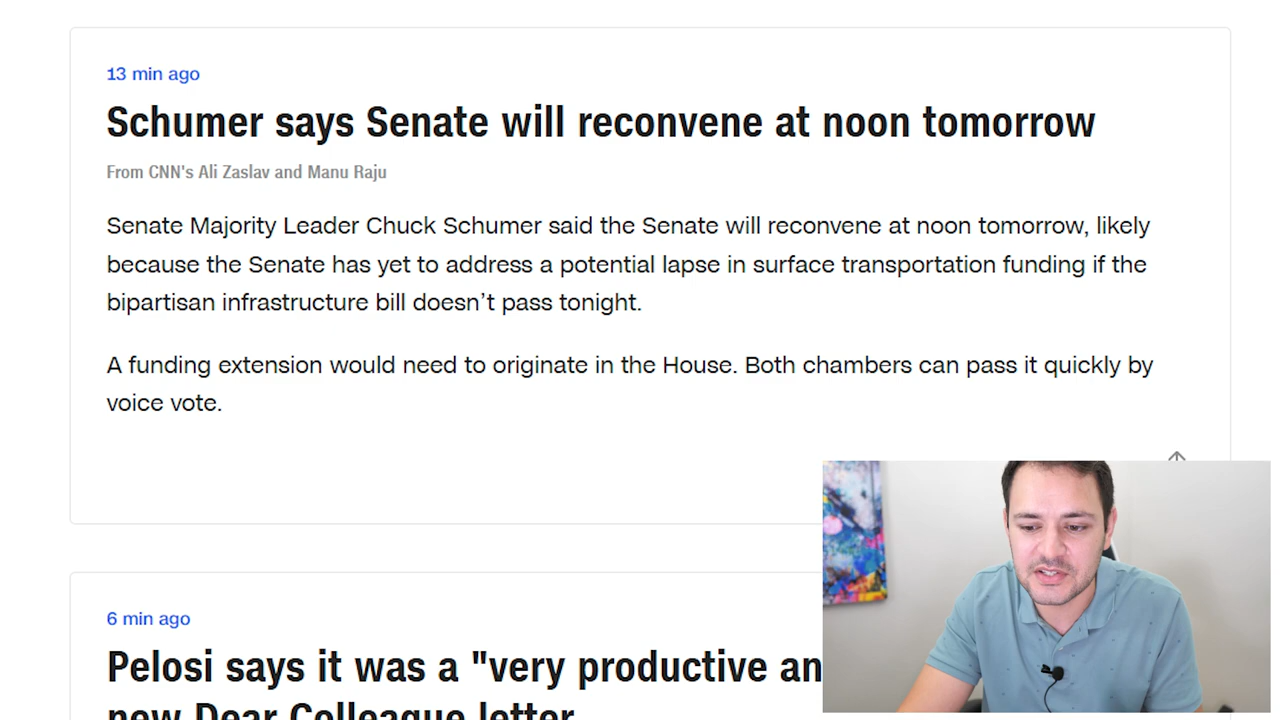 13 min ago
Schumer says Senate will reconvene at noon tomorrow
From CNN's Ali Zaslav and Manu Raju
Senate Majority Leader Chuck Schumer said the Senate will reconvene at noon tomorrow, likely
because the Senate has yet to address a potential lapse in surface transportation funding if the
bipartisan infrastructure bill doesn’t pass tonight.
A funding extension would need to originate in the House. Both chambers can pass it quickly by
voice vote.
6 min ago
Pelosi says it was a "very productive an
new Dear Colleague letter